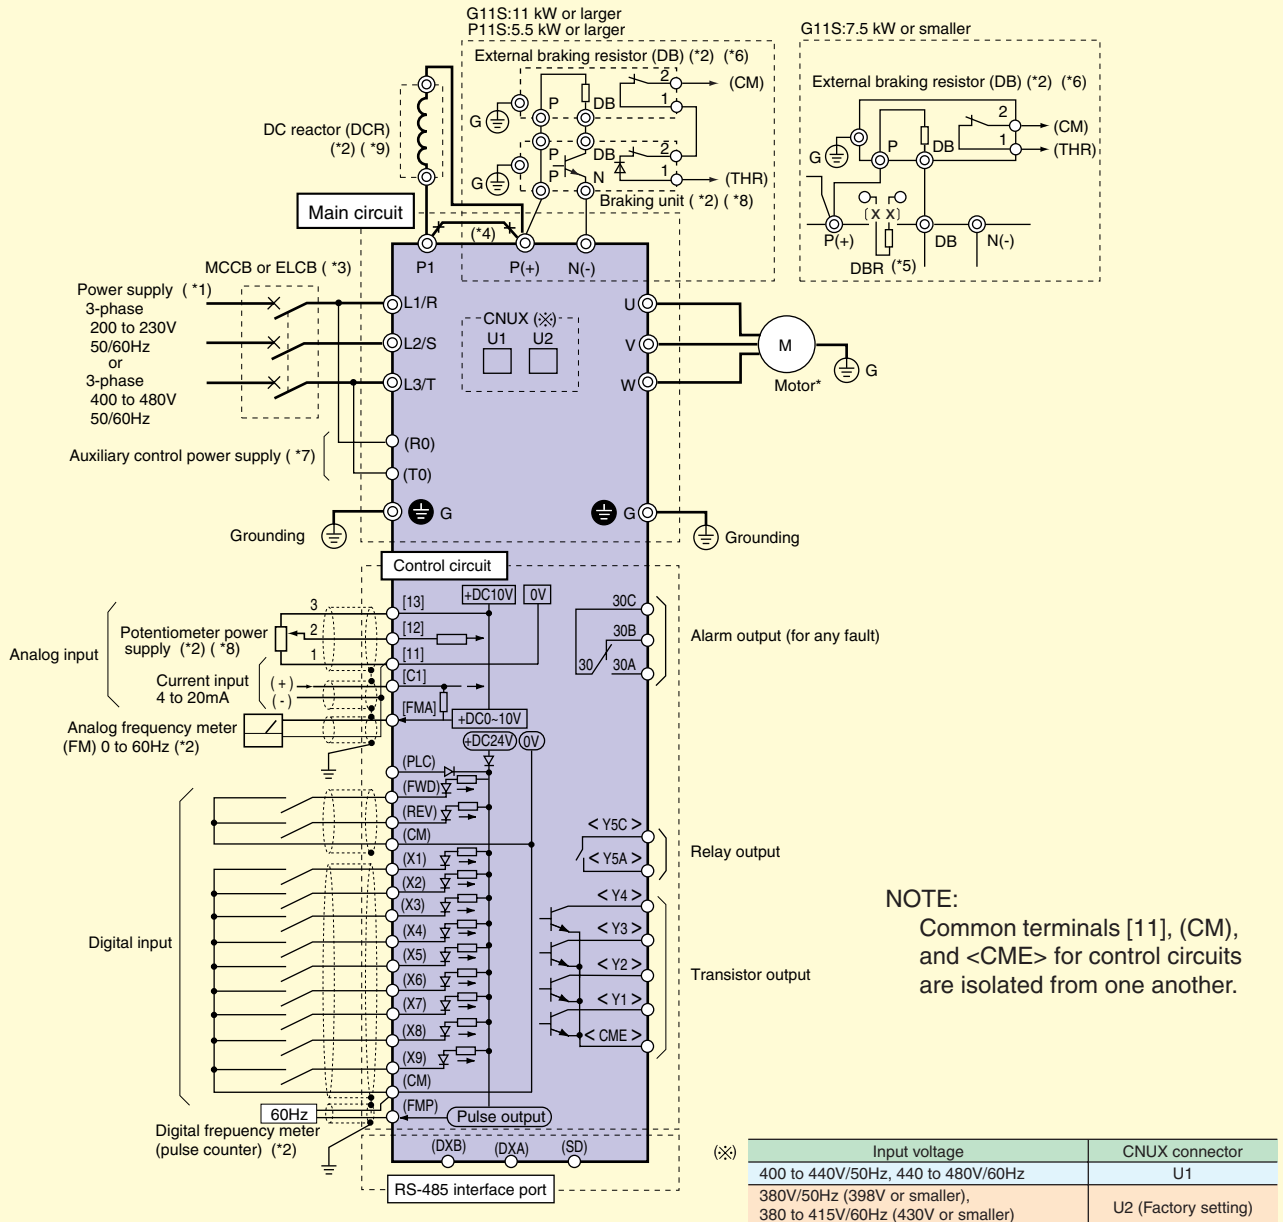 G11S:11 kW or larger
P11S:5.5 kW or larger
External braking resistor (DB) (*2) (*6)
2
(CM)
1
P
DB
G
P
DB
2
1
(THR)
P
N
G
Braking unit ( *2) ( *8)
G11S:7.5 kW or smaller
External braking resistor (DB) (*2) (*6)
2
(CM)
1
(THR)
G
P
DB
( X X )
P(+)
DB
N(-)
DBR (*5)
DC reactor (DCR)
(*2) ( *9)
Main circuit
(*4)
P1
P(+)
N(-)
MCCB or ELCB ( *3)
Power supply ( *1)
3-phase
200 to 230V
50/60Hz
or
3-phase
400 to 480V
50/60Hz
L1/R
L2/S
L3/T
CNUX (※)
U1
U2
U
V
W
M
Motor*
G
Auxiliary control power supply ( *7)
(R0)
(T0)
G
G
Grounding
Grounding
Control circuit
+DC10V
0V
3
[13]
2
[12]
1
[11]
Analog input
Potentiometer power
supply (*2) ( *8)
Current input
4 to 20mA
(+)
(-)
[C1]
[FMA]
+DC0~10V
Analog frequency meter
(FM) 0 to 60Hz (*2)
+DC24V
0V
30C
30B
30
30A
Alarm output (for any fault)
(PLC)
(FWD)
(REV)
(CM)
(X1)
(X2)
(X3)
(X4)
(X5)
(X6)
(X7)
(X8)
(X9)
(CM)
(FMP)
Digital input
60Hz
Pulse output
Digital frepuency meter
(pulse counter) (*2)
< Y5C >
< Y5A >
Relay output
< Y4 >
< Y3 >
< Y2 >
< Y1 >
< CME >
Transistor output
(DXB)
(DXA)
(SD)
RS-485 interface port
NOTE:
Common terminals [11], (CM),
and <CME> for control circuits
are isolated from one another.
(※)
Input voltage
CNUX connector
400 to 440V/50Hz, 440 to 480V/60Hz
U1
380V/50Hz (398V or smaller),
380 to 415V/60Hz (430V or smaller)
U2 (Factory setting)